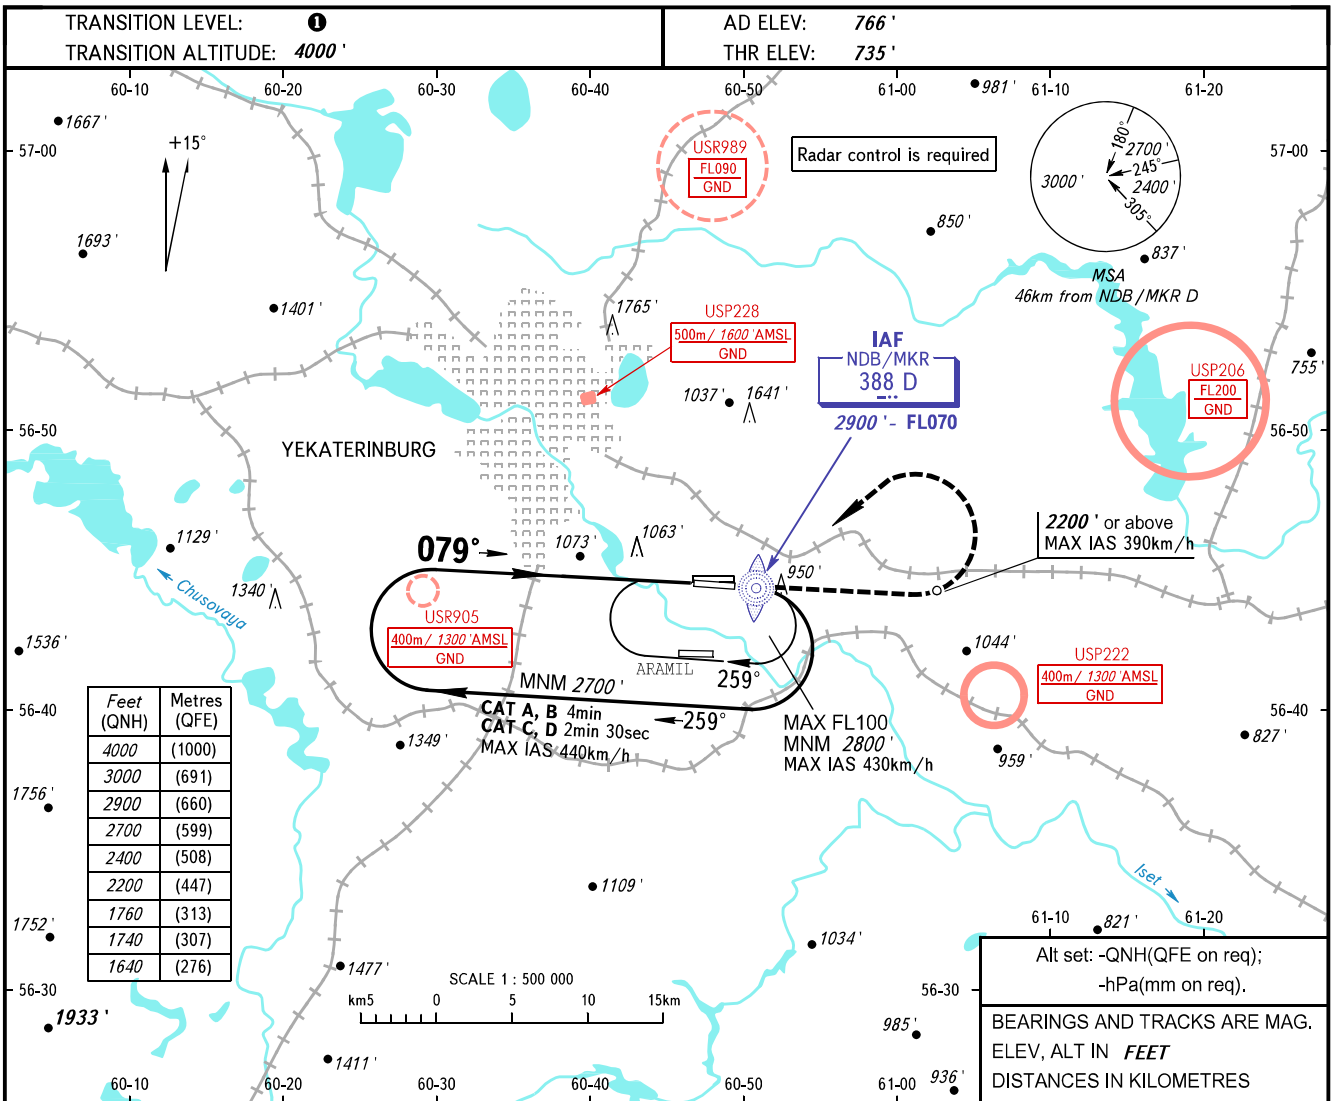 TRANSITION LEVEL: 1
TRANSITION ALTITUDE: 4000 '
AD ELEV: 766 '
THR ELEV: 735 '
60-10 60-20 60-30 60-40 60-50 61-00 61-10 61-20
981 '
1667 '
+15°
57-00
USR989
FL090
GND
Radar control is required
180°
2700 '
245°
3000 '
2400 '
305°
57-00
850 '
1693 '
837 '
MSA
46km from NDB/MKR D
1401 '
1765 '
USP228
500m/ 1600 'AMSL
GND
IAF
NDB/MKR
388 D
2900 '- FL070
755 '
USP206
FL200
GND
1037 '
1641 '
56-50
YEKATERINBURG
56-50
2200 ' or above
MAX IAS 390km/h
1129 '
079°
1073 '
1063 '
950 '
1340 '
Chusovaya
USR905
400m/ 1300 'AMSL
GND
1536 '
ARAMIL
259°
1044 '
USP222
400m/ 1300 'AMSL
GND
MNM 2700 '
CAT A, B 4min
CAT C, D 2min 30sec
MAX IAS 440km/h
259°
MAX FL100
MNM 2800 '
MAX IAS 430km/h
56-40
56-40
1349 '
959 '
827 '
1756 '
Feet (QNH) Metres (QFE)
4000 (1000)
3000 (691)
2900 (660)
2700 (599)
2400 (508)
2200 (447)
1760 (313)
1740 (307)
1640 (276)
1109 '
Iset
1752 '
1034 '
61-10
821 '
61-20
1477 '
SCALE 1 : 500 000
km5 0 5 10 15km
56-30
56-30
Alt set: -QNH(QFE on req);
-hPa(mm on req).
1933 '
985 '
1411 '
936 '
BEARINGS AND TRACKS ARE MAG.
ELEV, ALT IN FEET
DISTANCES IN KILOMETRES
60-10 60-20 60-30 60-40 60-50 61-00